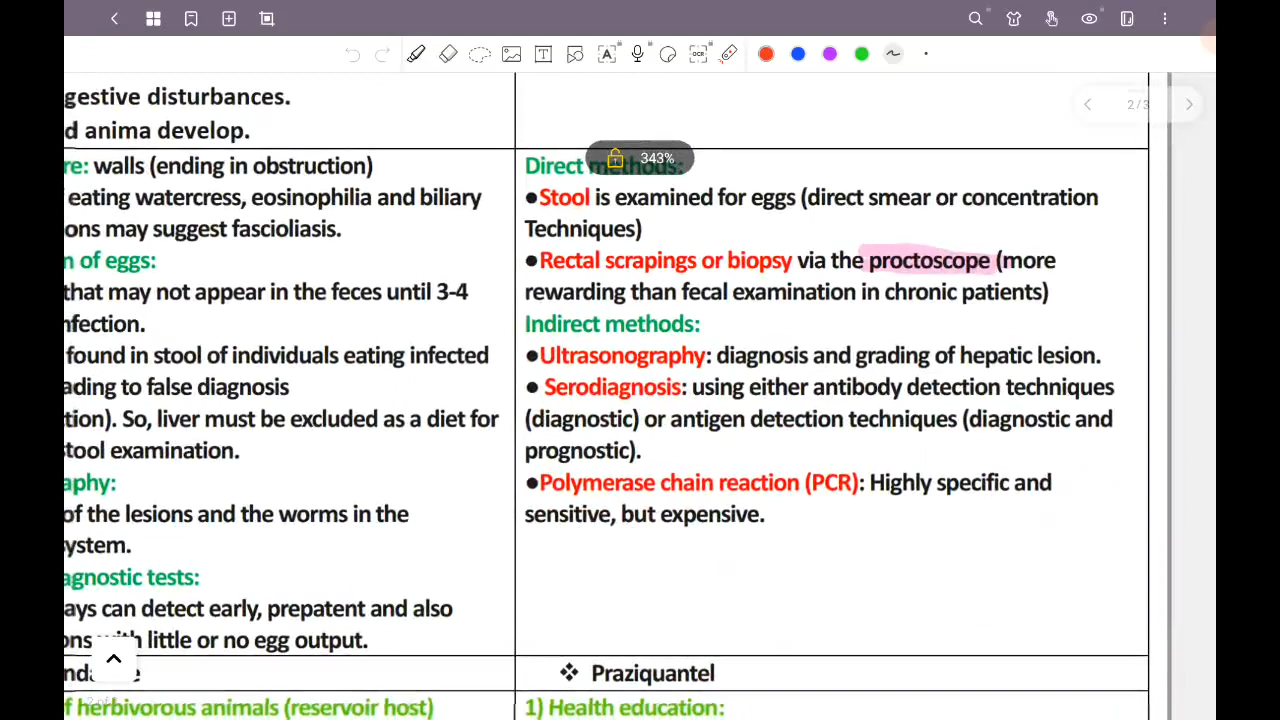 2/3
343%
gestive disturbances.
d anima develop.
re: walls (ending in obstruction)
eating watercress, eosinophilia and biliary
ons may suggest fascioliasis.
of eggs:
that may not appear in the feces until 3-4
nfection.
found in stool of individuals eating infected
ading to false diagnosis
tion). So, liver must be excluded as a diet for
stool examination.
aphy:
of the lesions and the worms in the
system.
agnostic tests:
ays can detect early, prepatent and also
ons with little or no egg output.
f herbivorous animals (reservoir host)
Direct methods:
●Stool is examined for eggs (direct smear or concentration
Techniques)
●Rectal scrapings or biopsy via the proctoscope (more
rewarding than fecal examination in chronic patients)
Indirect methods:
●Ultrasonography: diagnosis and grading of hepatic lesion.
● Serodiagnosis: using either antibody detection techniques
(diagnostic) or antigen detection techniques (diagnostic and
prognostic).
●Polymerase chain reaction (PCR): Highly specific and
sensitive, but expensive.
❖ Praziquantel
1) Health education: